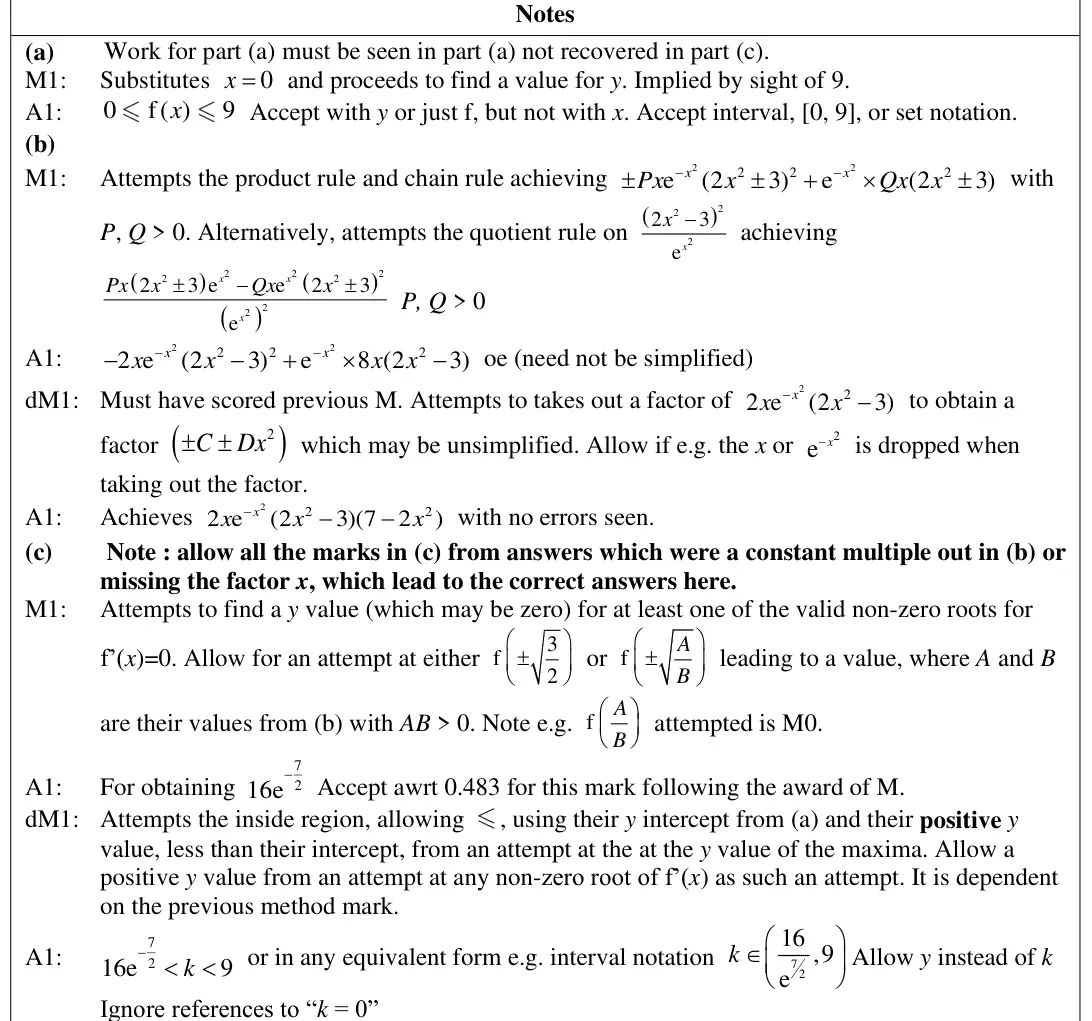 Notes
(a) Work for part (a) must be seen in part (a) not recovered in part (c).
M1: Substitutes x = 0 and proceeds to find a value for y. Implied by sight of 9.
A1: 0 ⩽ f(x) ⩽ 9 Accept with y or just f, but not with x. Accept interval, [0, 9], or set notation.
(b)
M1: Attempts the product rule and chain rule achieving ±Pxe^{−x²}(2x² ± 3)² + e^{−x²} × Qx(2x² ± 3) with
P, Q > 0. Alternatively, attempts the quotient rule on (2x² − 3)² / e^{x²} achieving
(Px(2x² ± 3)e^{x²} − Qxe^{x²}(2x² ± 3)²) / (e^{x²})² P, Q > 0
A1: −2xe^{−x²}(2x² − 3)² + e^{−x²} × 8x(2x² − 3) oe (need not be simplified)
dM1: Must have scored previous M. Attempts to takes out a factor of 2xe^{−x²}(2x² − 3) to obtain a
factor (±C ± Dx²) which may be unsimplified. Allow if e.g. the x or e^{−x²} is dropped when
taking out the factor.
A1: Achieves 2xe^{−x²}(2x² − 3)(7 − 2x²) with no errors seen.
(c) Note : allow all the marks in (c) from answers which were a constant multiple out in (b) or
missing the factor x, which lead to the correct answers here.
M1: Attempts to find a y value (which may be zero) for at least one of the valid non-zero roots for
f’(x)=0. Allow for an attempt at either f(±√(3/2)) or f(±√(A/B)) leading to a value, where A and B
are their values from (b) with AB > 0. Note e.g. f(A/B) attempted is M0.
A1: For obtaining 16e^{−7/2} Accept awrt 0.483 for this mark following the award of M.
dM1: Attempts the inside region, allowing ⩽, using their y intercept from (a) and their positive y
value, less than their intercept, from an attempt at the at the y value of the maxima. Allow a
positive y value from an attempt at any non-zero root of f’(x) as such an attempt. It is dependent
on the previous method mark.
A1: 16e^{−7/2} < k < 9 or in any equivalent form e.g. interval notation k ∈ (16/e^{7/2}, 9) Allow y instead of k
Ignore references to “k = 0”